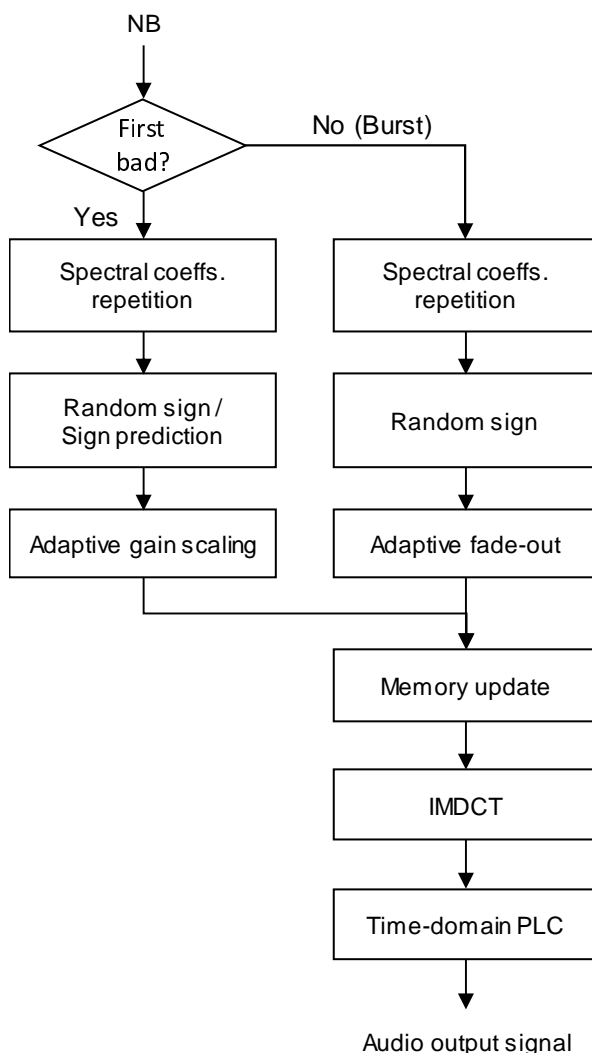 NB
First
bad?
No (Burst)
Yes
Spectral coeffs.
repetition
Spectral coeffs.
repetition
Random sign /
Sign prediction
Random sign
Adaptive gain scaling
Adaptive fade-out
Memory update
IMDCT
Time-domain PLC
Audio output signal